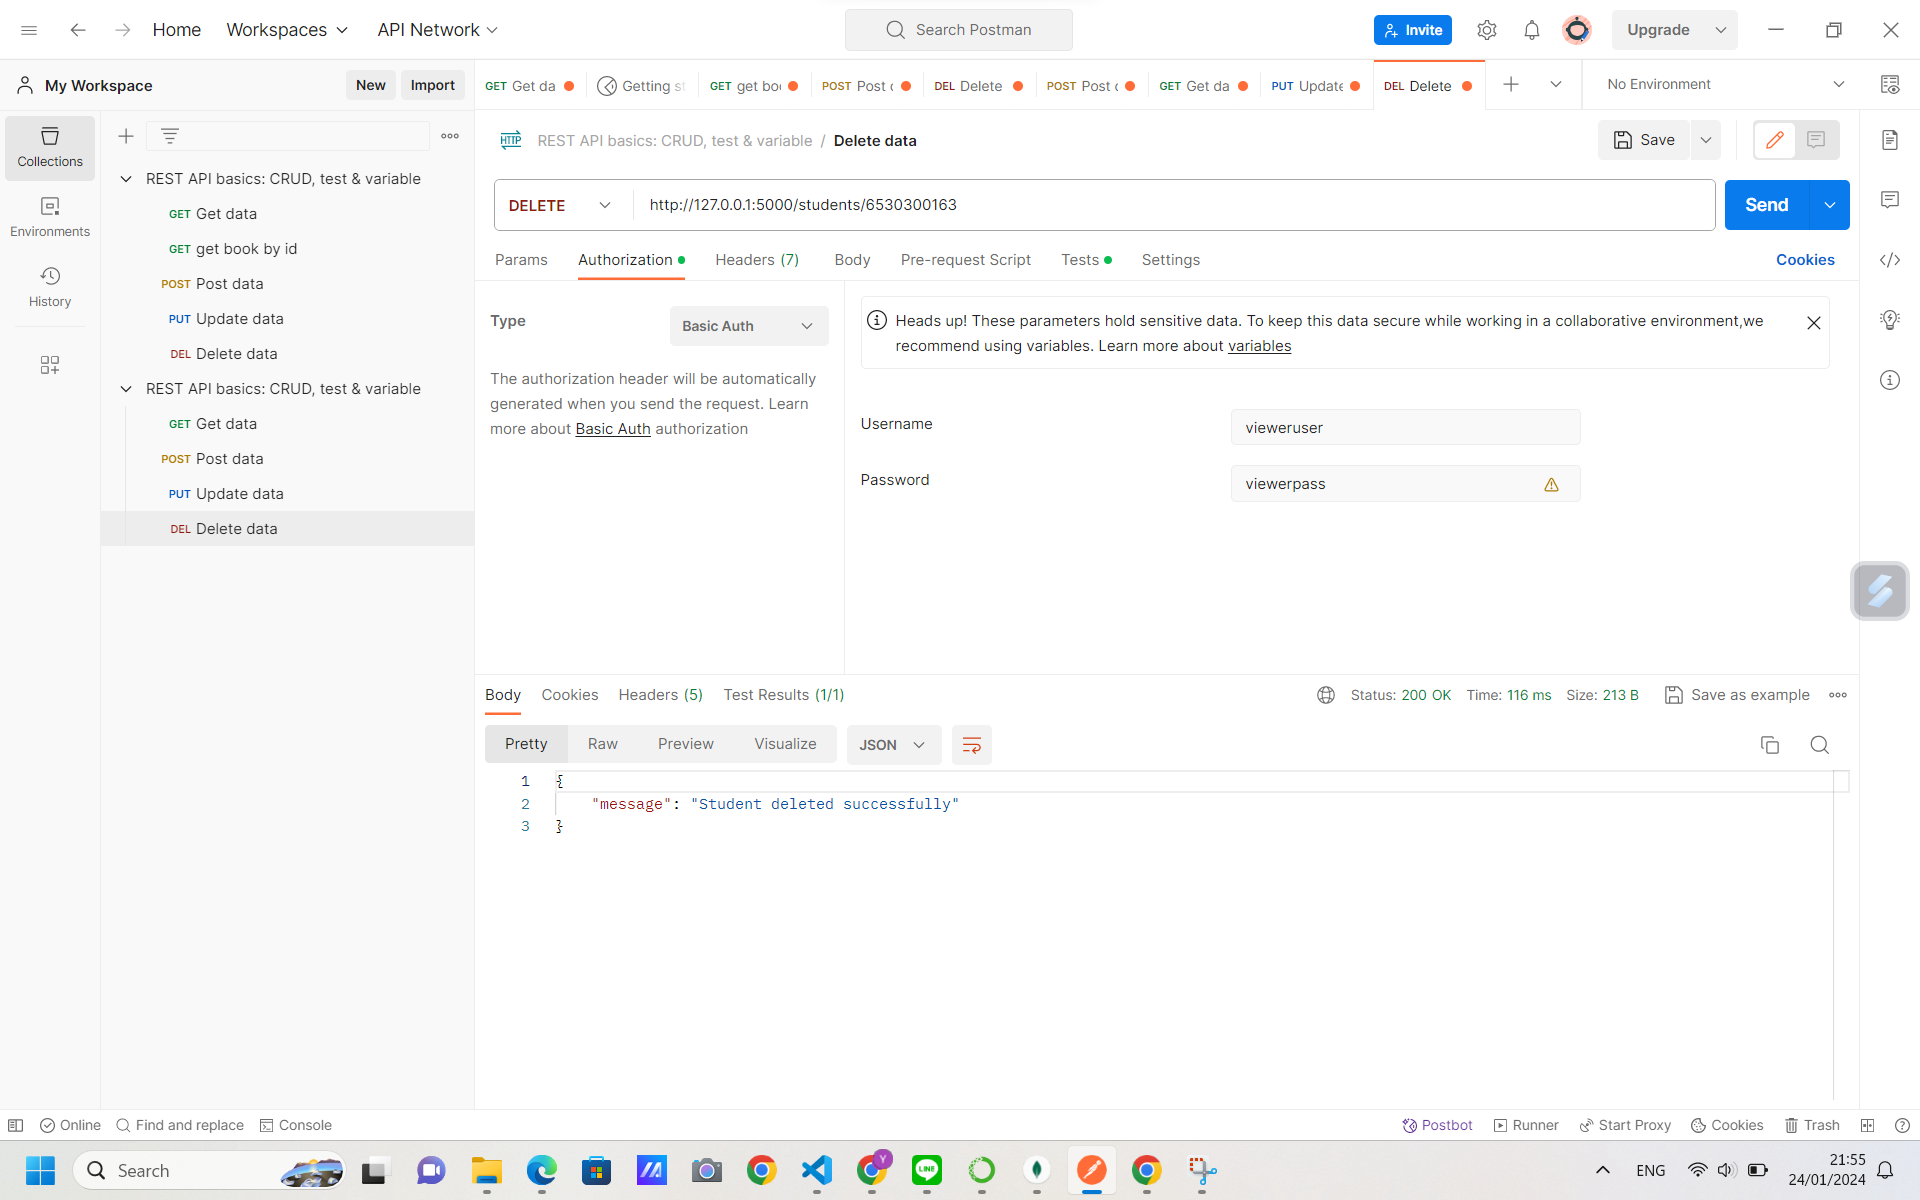 Home
Workspaces
API Network
Search Postman
Invite
Upgrade
My Workspace
New
Import
GET Get da
Getting st
GET get boo
POST Post d
DEL Delete
POST Post d
GET Get da
PUT Update
DEL Delete
No Environment
Collections
Environments
History
REST API basics: CRUD, test & variable
GET Get data
GET get book by id
POST Post data
PUT Update data
DEL Delete data
REST API basics: CRUD, test & variable
GET Get data
POST Post data
PUT Update data
DEL Delete data
HTTP
REST API basics: CRUD, test & variable / Delete data
Save
DELETE
http://127.0.0.1:5000/students/6530300163
Send
Params
Authorization
Headers (7)
Body
Pre-request Script
Tests
Settings
Cookies
Type
Basic Auth
The authorization header will be automatically
generated when you send the request. Learn
more about Basic Auth authorization
Heads up! These parameters hold sensitive data. To keep this data secure while working in a collaborative environment,we
recommend using variables. Learn more about variables
Username
vieweruser
Password
viewerpass
Body
Cookies
Headers (5)
Test Results (1/1)
Status: 200 OK
Time: 116 ms
Size: 213 B
Save as example
Pretty
Raw
Preview
Visualize
JSON
1 {
2 "message": "Student deleted successfully"
3 }
Online
Find and replace
Console
Postbot
Runner
Start Proxy
Cookies
Trash
Search
Y
LINE
ENG
21:55
24/01/2024